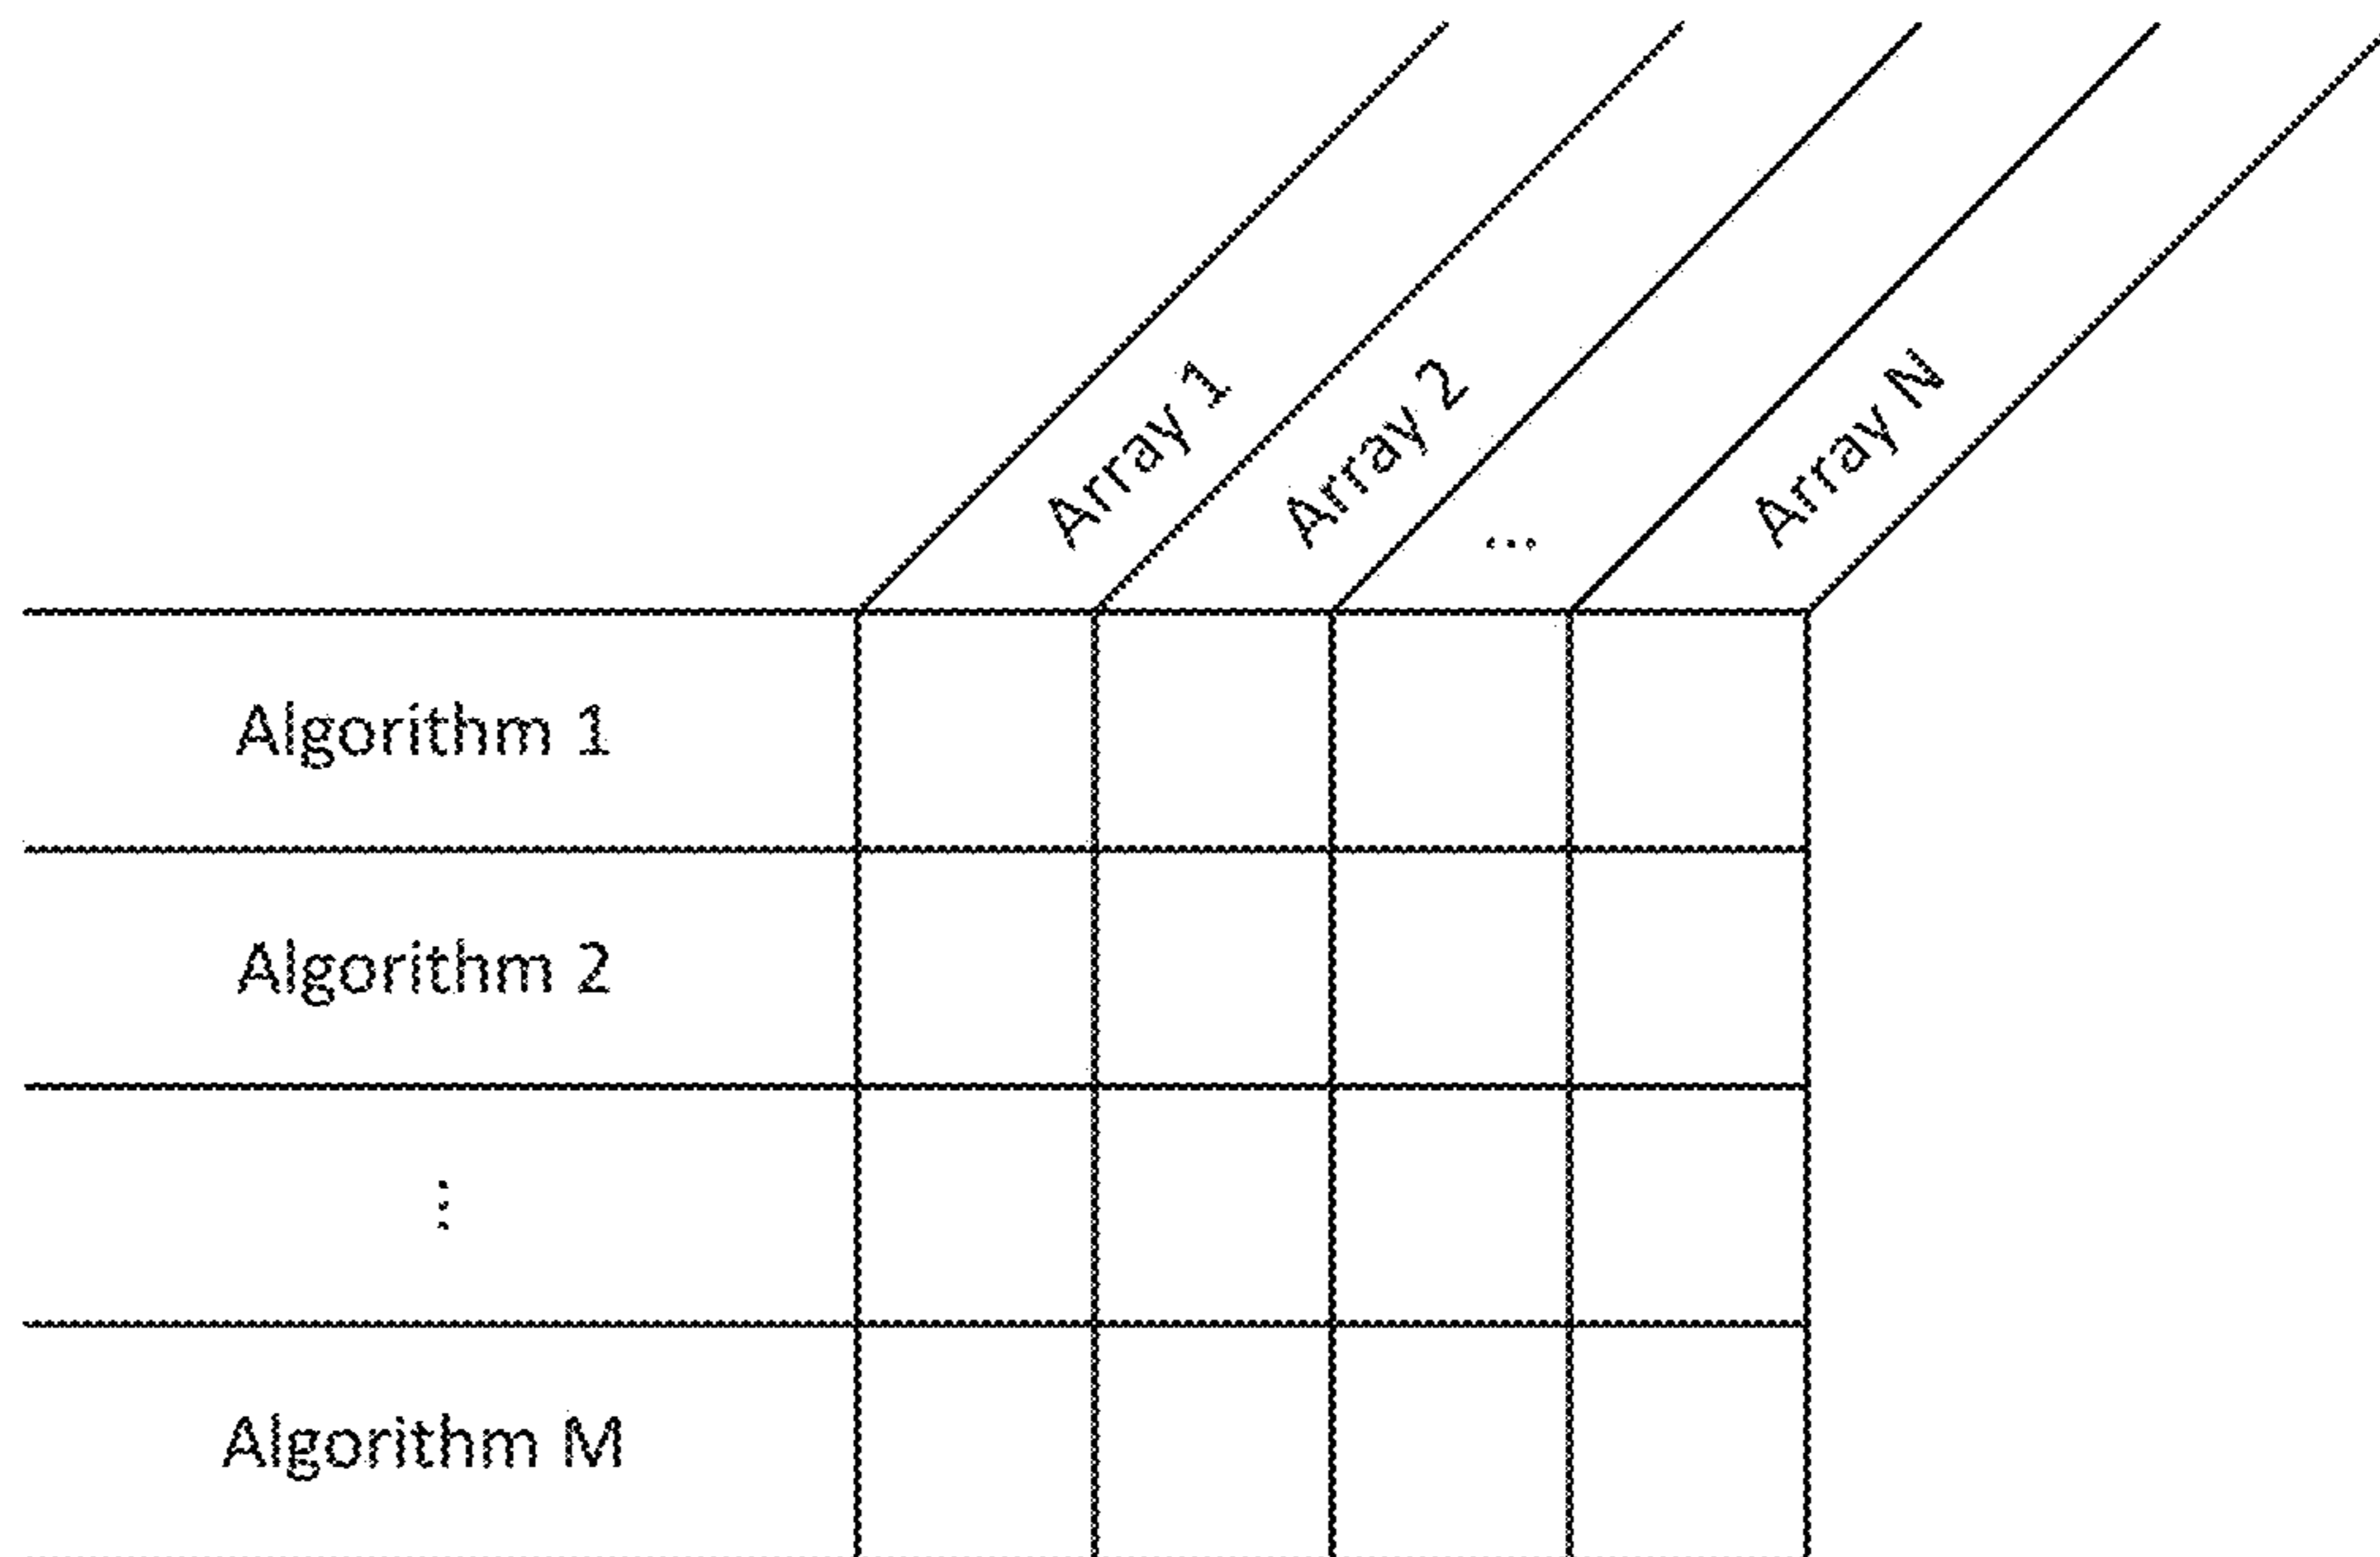 Array 1
Array 2
...
Array N
Algorithm 1
Algorithm 2
⋮
Algorithm M